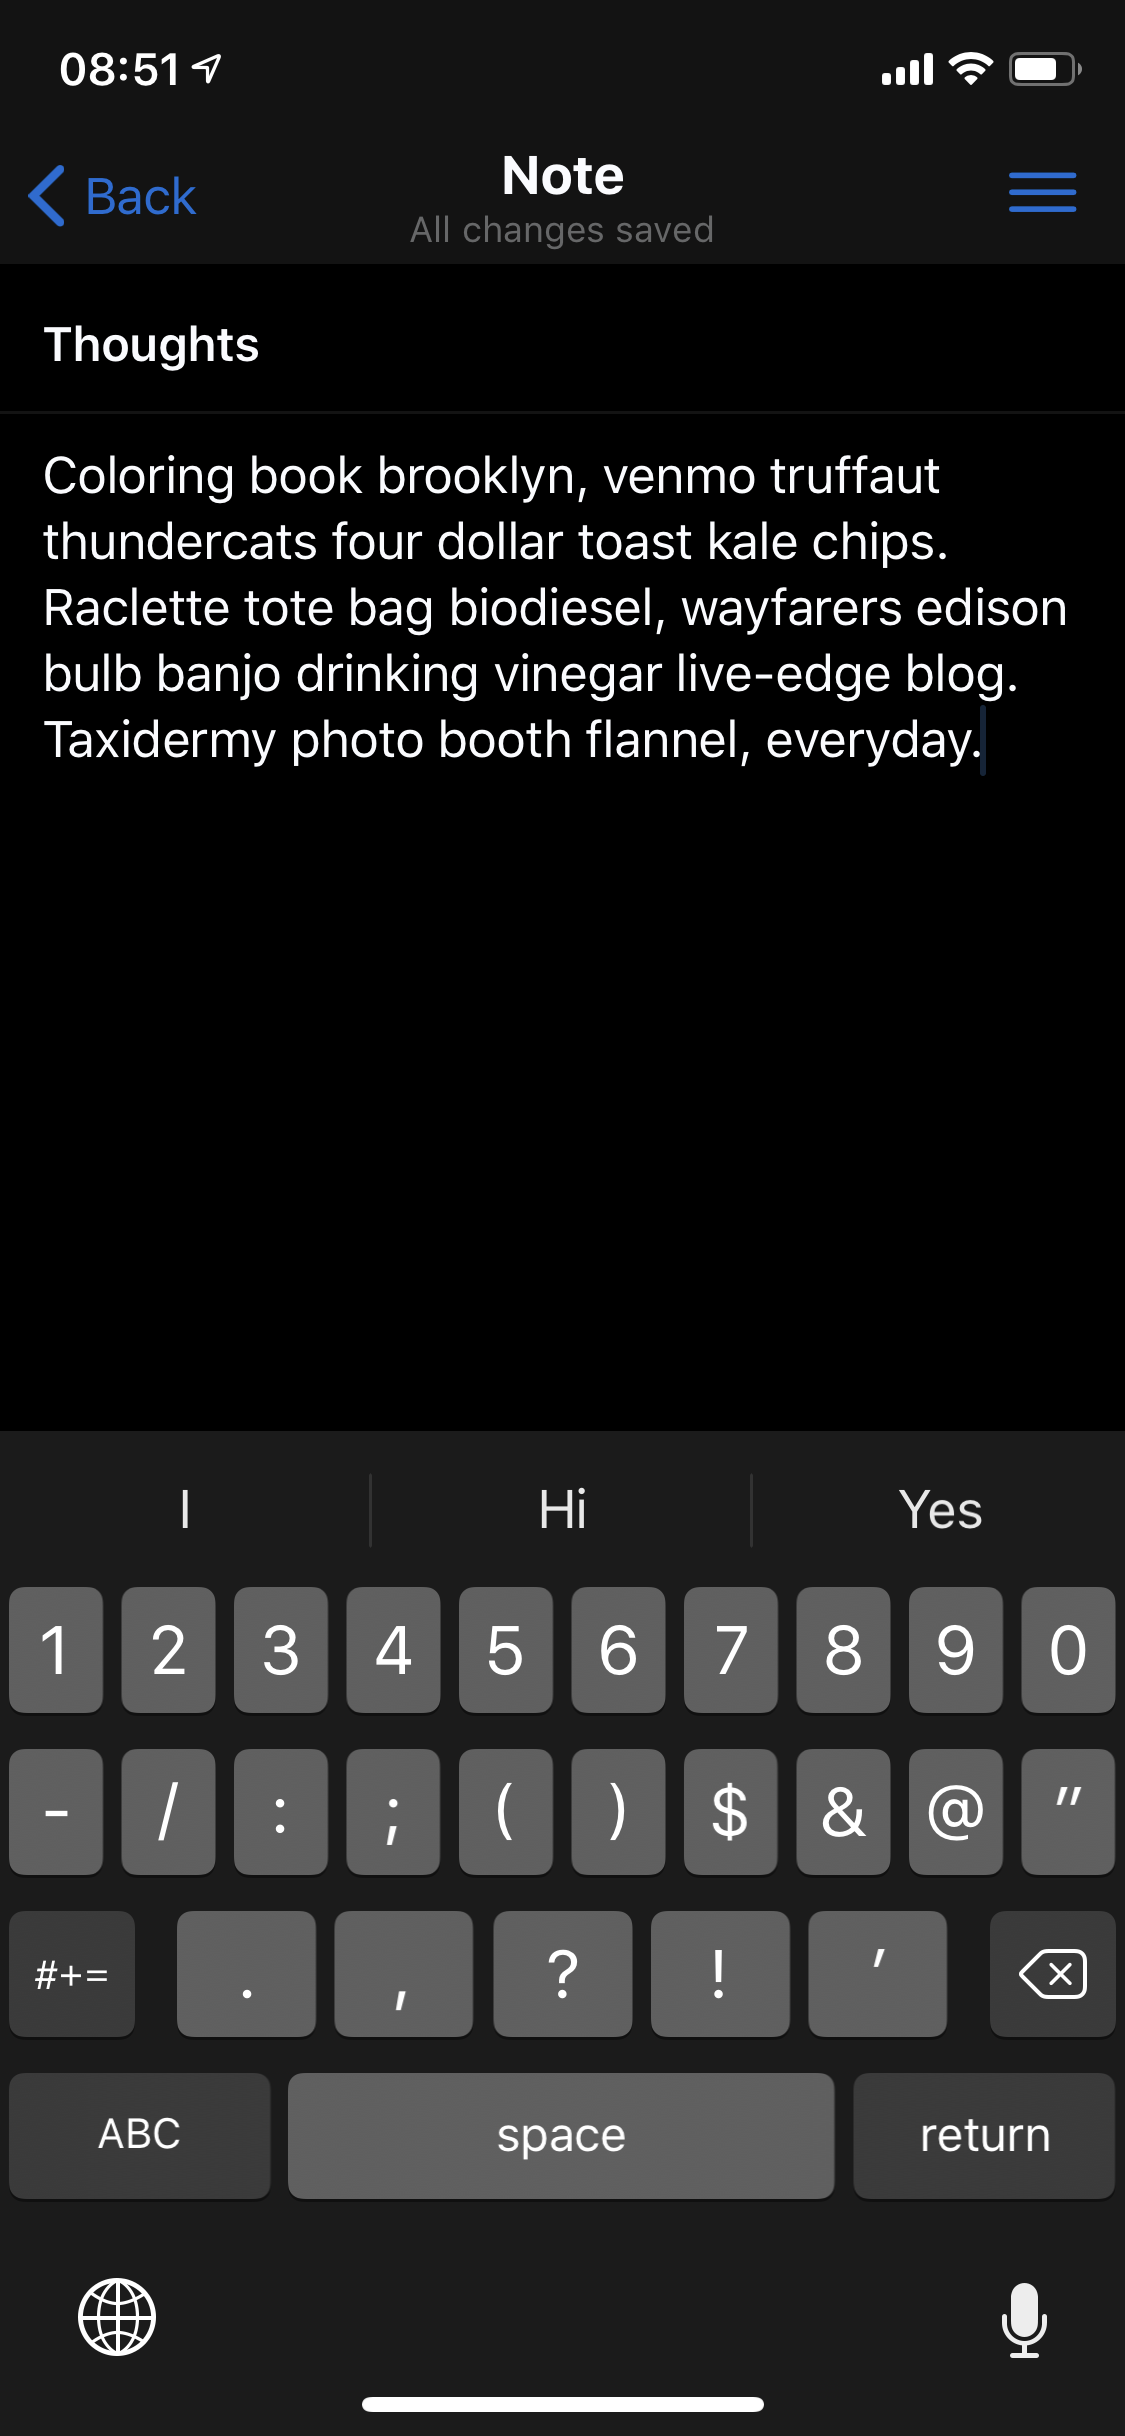 08:51
Back
Note
All changes saved
Thoughts
Coloring book brooklyn, venmo truffaut
thundercats four dollar toast kale chips.
Raclette tote bag biodiesel, wayfarers edison
bulb banjo drinking vinegar live-edge blog.
Taxidermy photo booth flannel, everyday.
I Hi Yes
1 2 3 4 5 6 7 8 9 0
- / : ; ( ) $ & @ "
#+= . , ? ! '
ABC space return